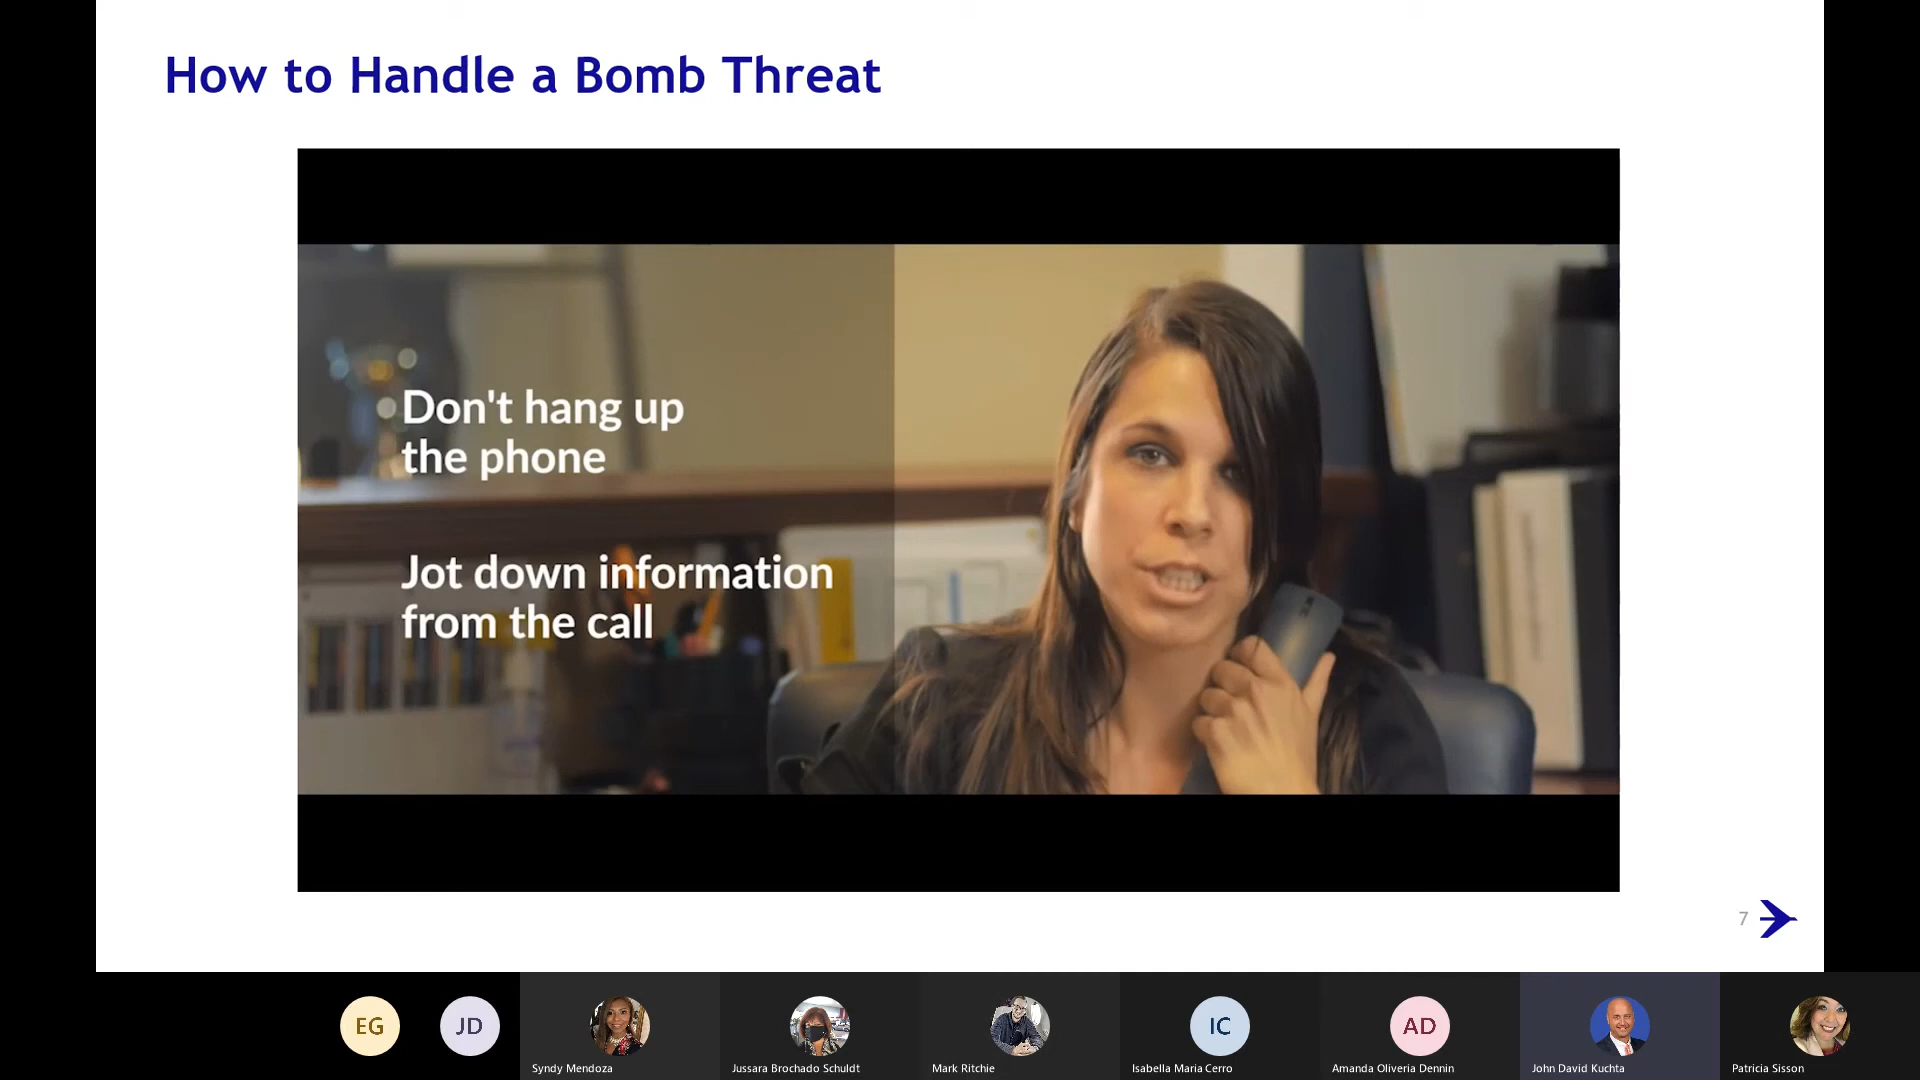 How to Handle a Bomb Threat
Don't hang up
the phone
Jot down information
from the call
7
EG
JD
IC
AD
Syndy Mendoza
Jussara Brochado Schuldt
Mark Ritchie
Isabella Maria Cerro
Amanda Oliveria Dennin
John David Kuchta
Patricia Sisson